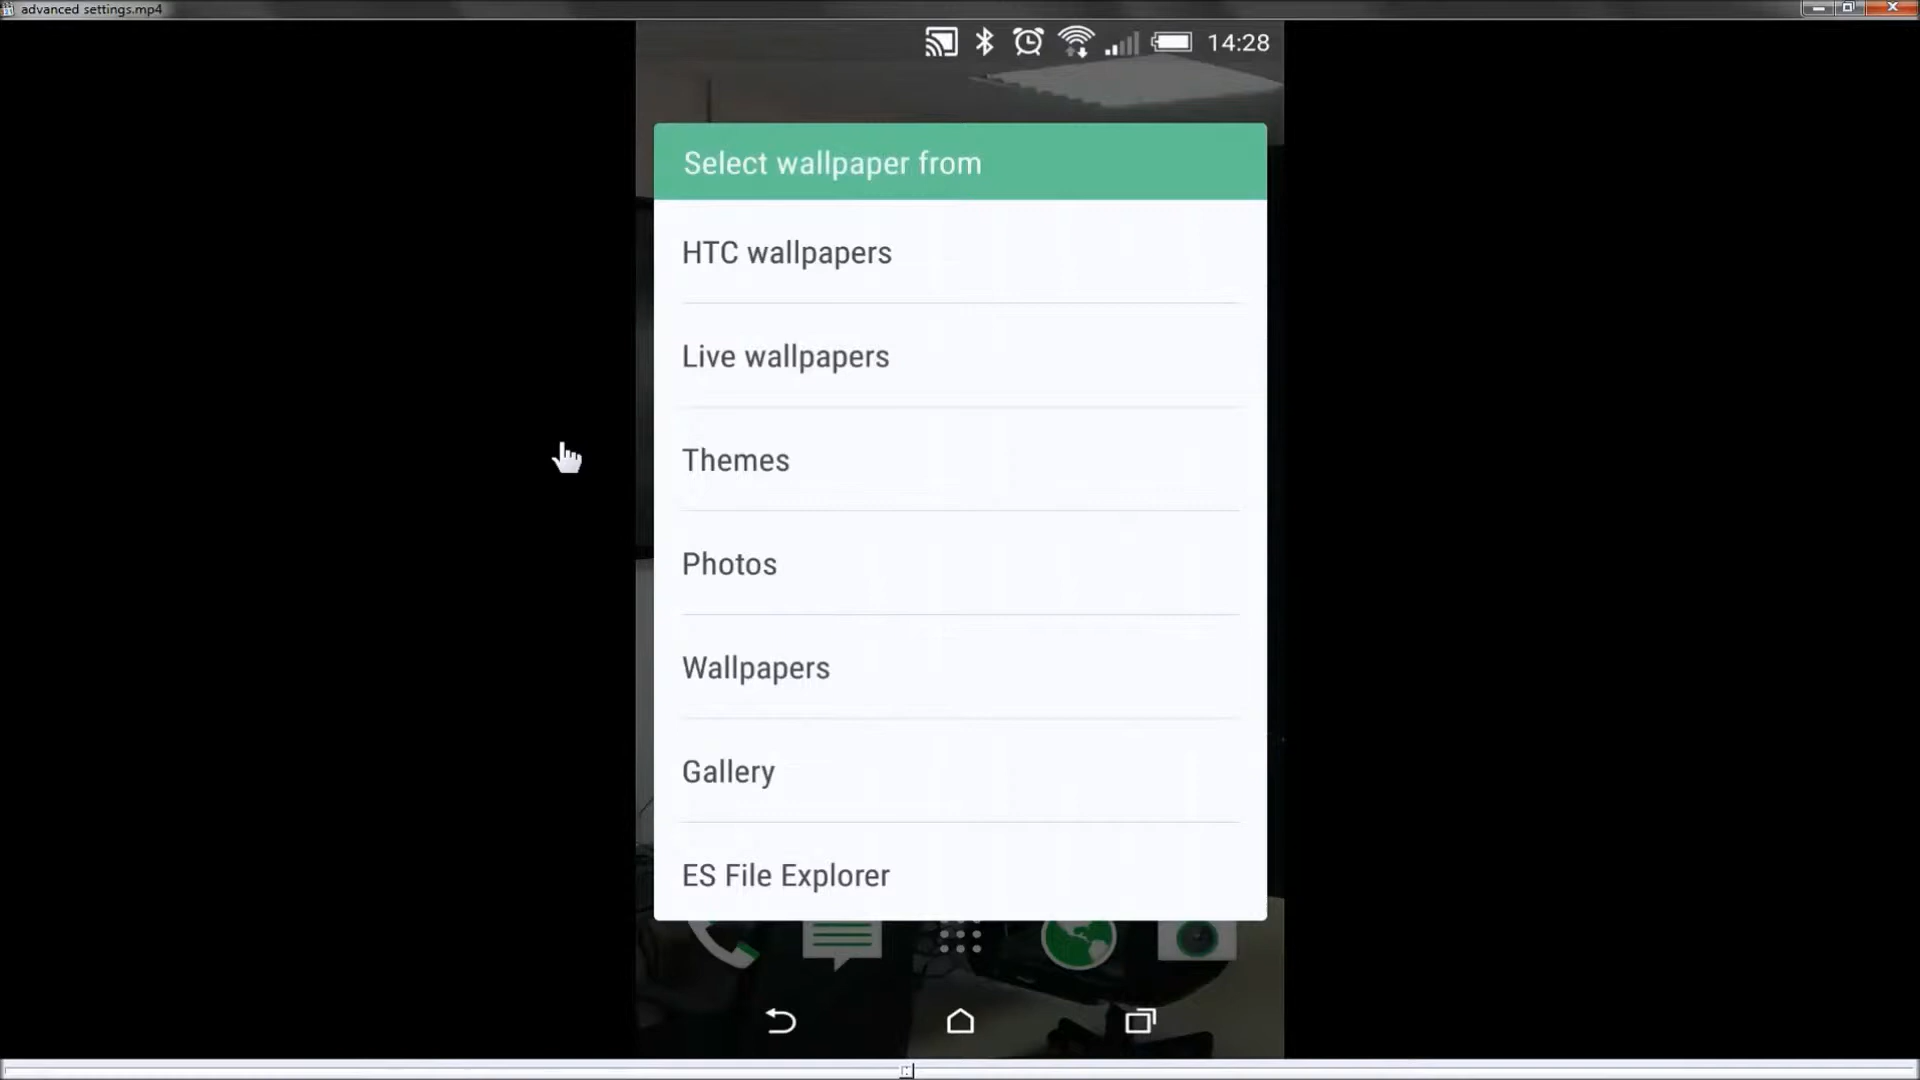 advanced settings.mp4
14:28
Select wallpaper from
HTC wallpapers
Live wallpapers
Themes
Photos
Wallpapers
Gallery
ES File Explorer